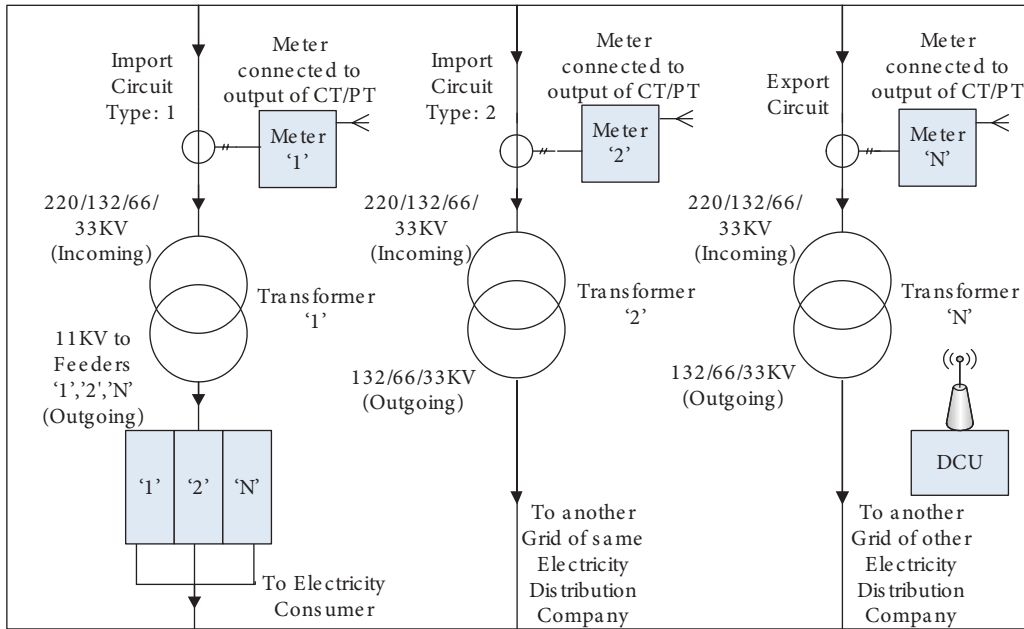 Import
Circuit
Type: 1
Meter
connected to
output of CT/PT
Meter
‘1’
220/132/66/
33KV
(Incoming)
Transformer
‘1’
11KV to
Feeders
‘1’,’2’,’N’
(Outgoing)
‘1’
‘2’
‘N’
To Electricity
Consumer
Import
Circuit
Type: 2
Meter
connected to
output of CT/PT
Meter
‘2’
220/132/66/
33KV
(Incoming)
Transformer
‘2’
132/66/33KV
(Outgoing)
To another
Grid of same
Electricity
Distribution
Company
Export
Circuit
Meter
connected to
output of CT/PT
Meter
‘N’
220/132/66/
33KV
(Incoming)
Transformer
‘N’
132/66/33KV
(Outgoing)
DCU
To another
Grid of other
Electricity
Distribution
Company